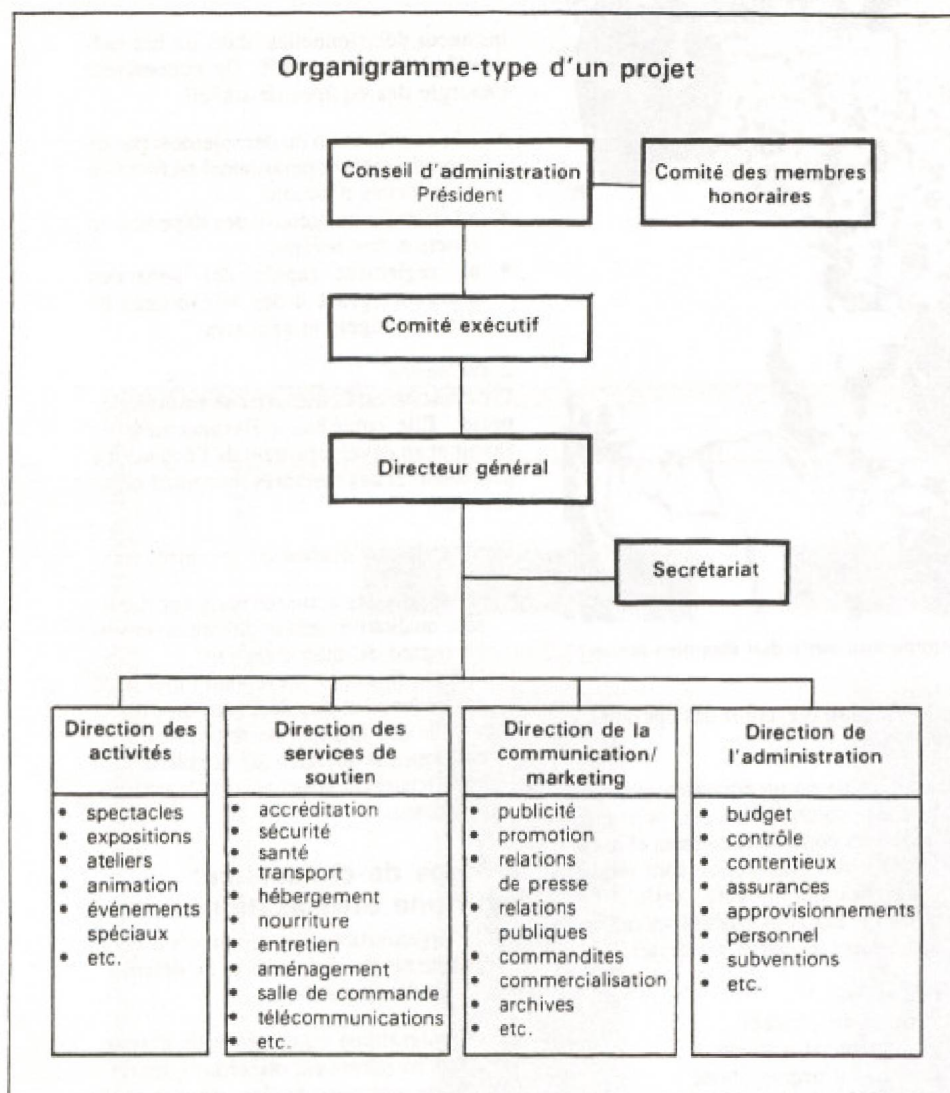 Organigramme-type d'un projet
Conseil d'administration
Président
Comité des membres
honoraires
Comité exécutif
Directeur général
Secrétariat
Direction des
activités
• spectacles
• expositions
• ateliers
• animation
• événements
spéciaux
• etc.
Direction des
services de
soutien
• accréditation
• sécurité
• santé
• transport
• hébergement
• nourriture
• entretien
• aménagement
• salle de commande
• télécommunications
• etc.
Direction de la
communication/
marketing
• publicité
• promotion
• relations
de presse
• relations
publiques
• commandites
• commercialisation
• archives
• etc.
Direction de
l'administration
• budget
• contrôle
• contentieux
• assurances
• approvisionnements
• personnel
• subventions
• etc.